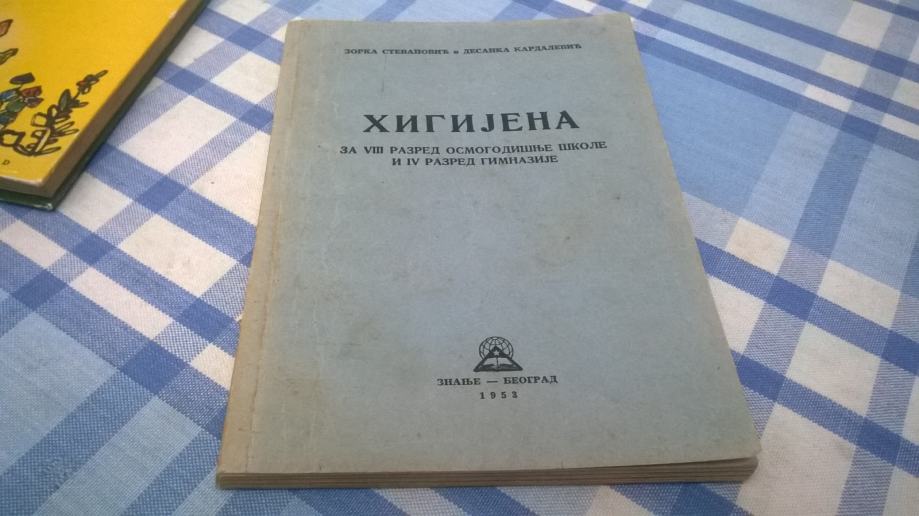 ЗОРКА СТЕВАНОВИЋ и ДЕСАНКА КАРДАЛЕВИЋ
ХИГИЈЕНА
ЗА VIII РАЗРЕД ОСМОГОДИШЊЕ ШКОЛЕ
И IV РАЗРЕД ГИМНАЗИЈЕ
ЗНАЊЕ — БЕОГРАД
1953
D